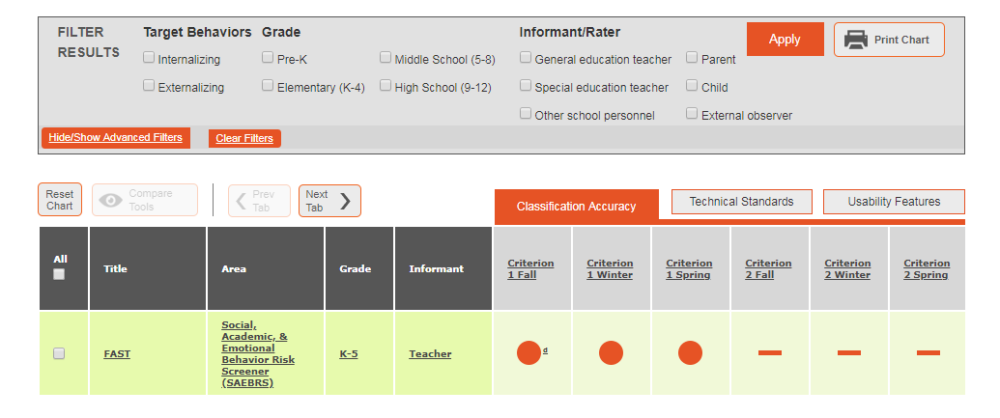 FILTER RESULTS
Target Behaviors
Internalizing
Externalizing
Grade
Pre-K
Middle School (5-8)
Elementary (K-4)
High School (9-12)
Informant/Rater
General education teacher
Parent
Special education teacher
Child
Other school personnel
External observer
Apply
Print Chart
Hide/Show Advanced Filters
Clear Filters
Reset
Chart
Compare
Tools
Prev
Tab
Next
Tab
Classification Accuracy
Technical Standards
Usability Features
All
Title
Area
Grade
Informant
Criterion
1 Fall
Criterion
1 Winter
Criterion
1 Spring
Criterion
2 Fall
Criterion
2 Winter
Criterion
2 Spring
FAST
Social,
Academic, &
Emotional
Behavior Risk
Screener
(SAEBRS)
K-5
Teacher
d